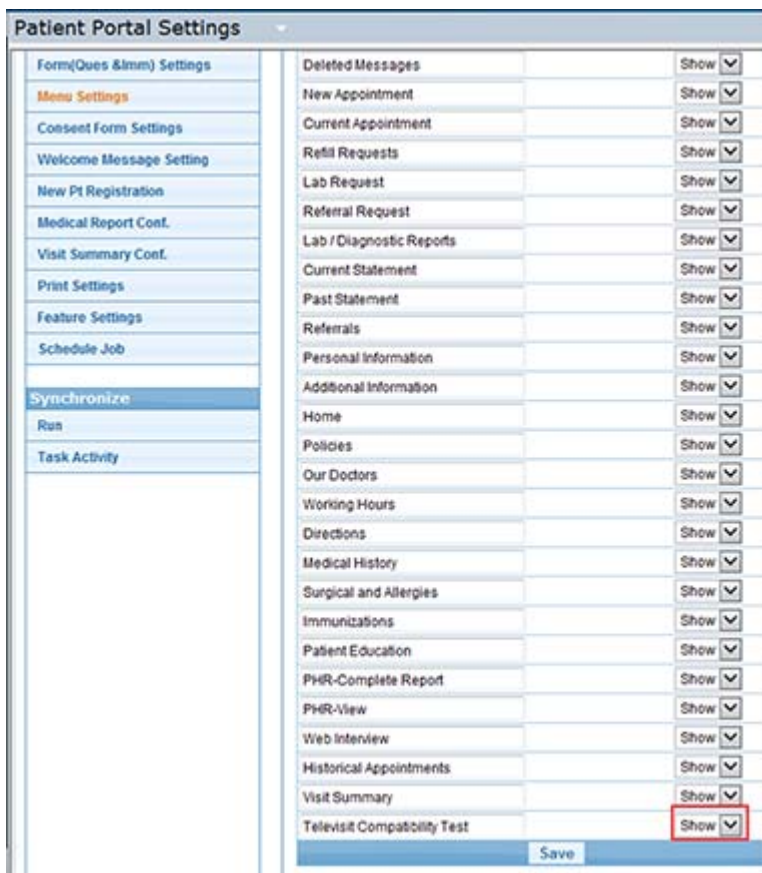 Patient Portal Settings
Form(Ques &Imm) Settings
Menu Settings
Consent Form Settings
Welcome Message Setting
New Pt Registration
Medical Report Conf.
Visit Summary Conf.
Print Settings
Feature Settings
Schedule Job
Synchronize
Run
Task Activity
Deleted Messages Show
New Appointment Show
Current Appointment Show
Refill Requests Show
Lab Request Show
Referral Request Show
Lab / Diagnostic Reports Show
Current Statement Show
Past Statement Show
Referrals Show
Personal Information Show
Additional Information Show
Home Show
Policies Show
Our Doctors Show
Working Hours Show
Directions Show
Medical History Show
Surgical and Allergies Show
Immunizations Show
Patient Education Show
PHR-Complete Report Show
PHR-View Show
Web Interview Show
Historical Appointments Show
Visit Summary Show
Televisit Compatibility Test Show
Save